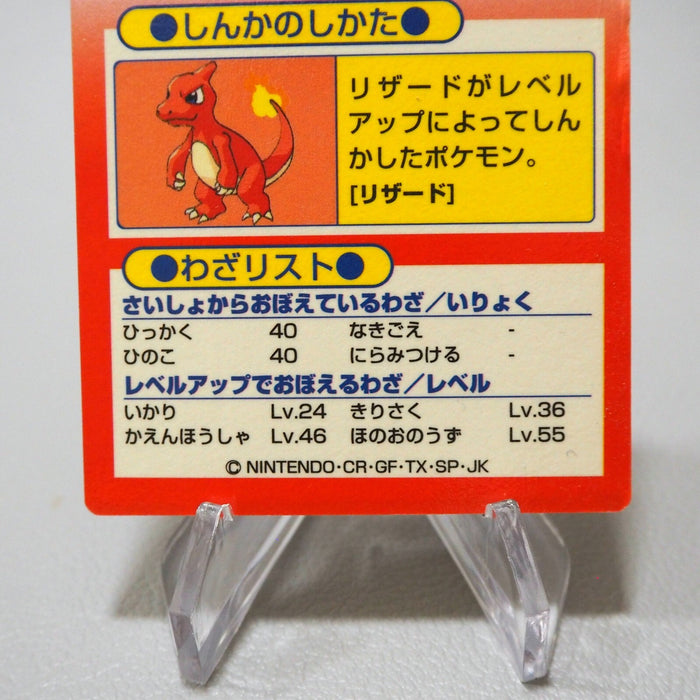 ●しんかのしかた●
リザードがレベル
アップによってしん
かしたポケモン。
[リザード]
●わざリスト●
さいしょからおぼえているわざ／いりょく
ひっかく 40 なきごえ -
ひのこ 40 にらみつける -
レベルアップでおぼえるわざ／レベル
いかり Lv.24 きりさく Lv.36
かえんほうしゃ Lv.46 ほのおのうず Lv.55
© NINTENDO・CR・GF・TX・SP・JK